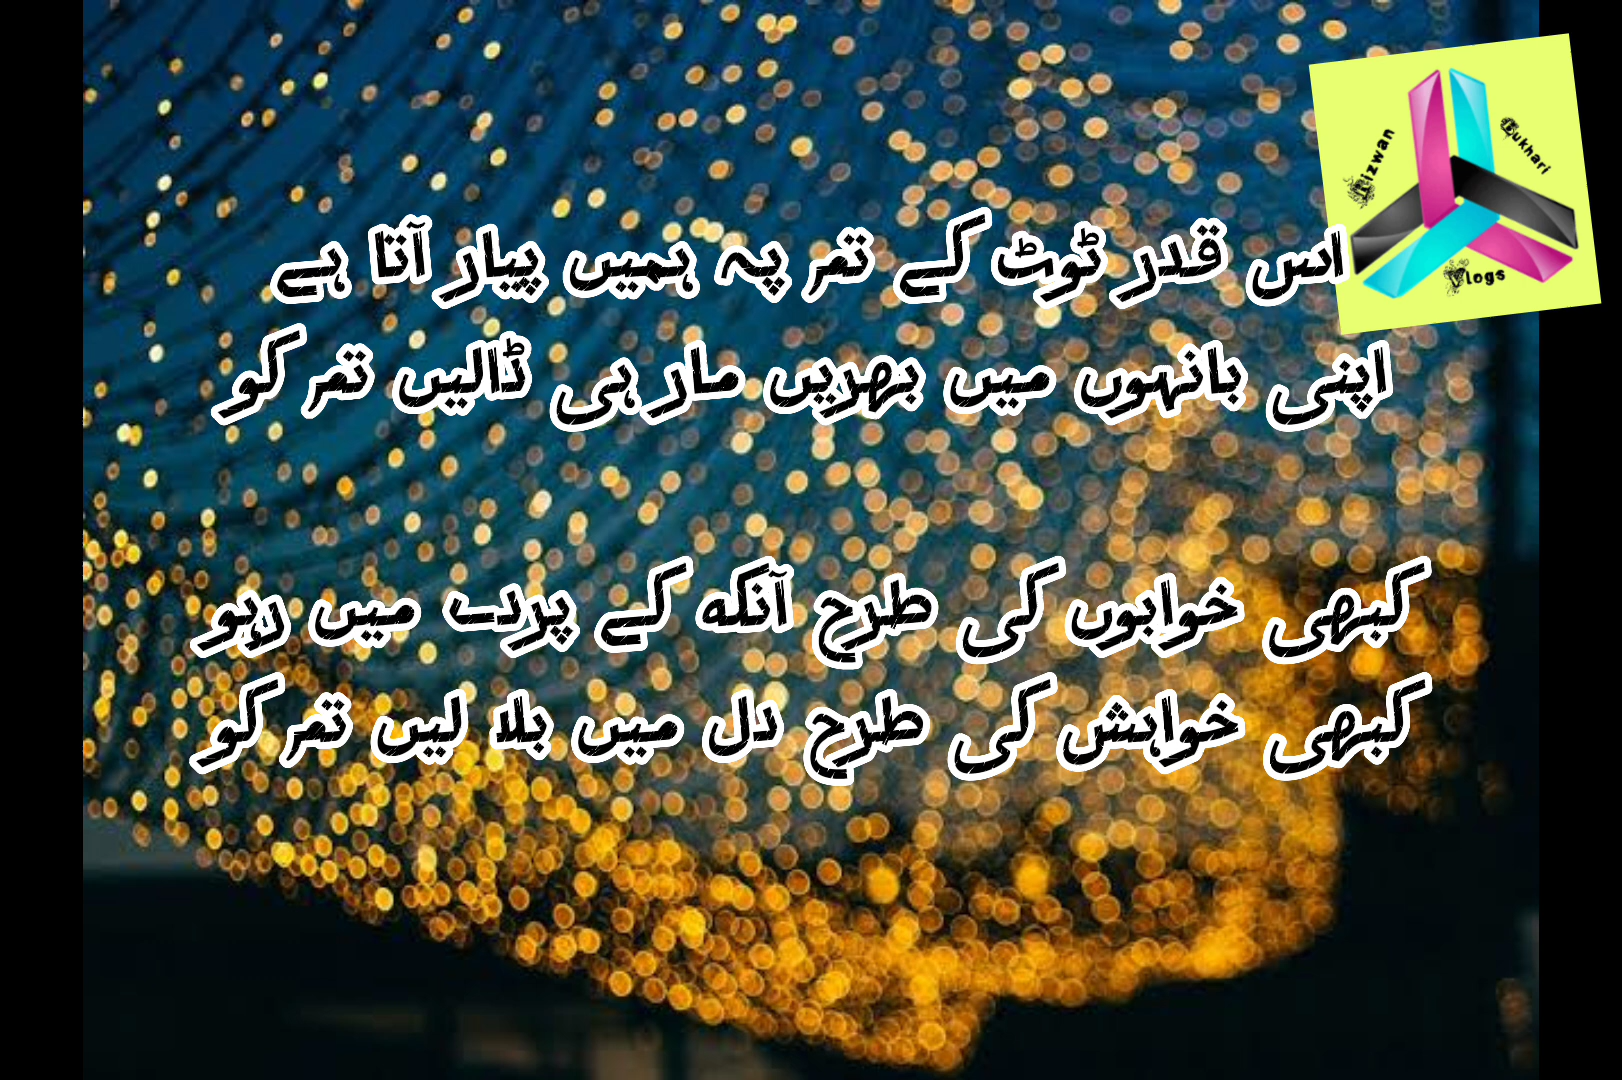 اس قدر ٹوٹ کے تم پہ ہمیں پیار آتا ہے
اپنی بانہوں میں بھریں مار ہی ڈالیں تم کو
کبھی خوابوں کی طرح آنکھ کے پردے میں رہو
کبھی خواہش کی طرح دل میں بلا لیں تم کو
Rizwan
Bukhari
Vlogs